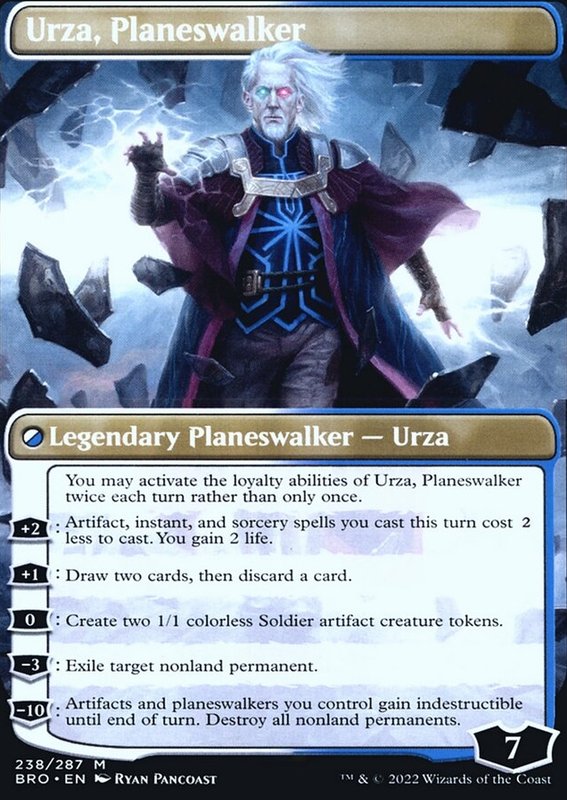 Urza, Planeswalker
Legendary Planeswalker — Urza
You may activate the loyalty abilities of Urza, Planeswalker
twice each turn rather than only once.
+2: Artifact, instant, and sorcery spells you cast this turn cost 2
less to cast. You gain 2 life.
+1: Draw two cards, then discard a card.
0: Create two 1/1 colorless Soldier artifact creature tokens.
−3: Exile target nonland permanent.
−10: Artifacts and planeswalkers you control gain indestructible
until end of turn. Destroy all nonland permanents.
7
238/287 M
BRO • EN Ryan Pancoast
™ & © 2022 Wizards of the Coast